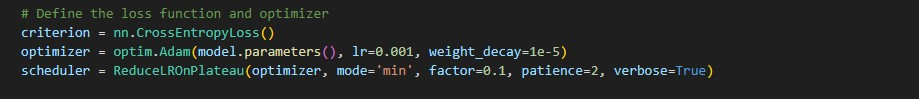 # Define the loss function and optimizer
criterion = nn.CrossEntropyLoss()
optimizer = optim.Adam(model.parameters(), lr=0.001, weight_decay=1e-5)
scheduler = ReduceLROnPlateau(optimizer, mode='min', factor=0.1, patience=2, verbose=True)